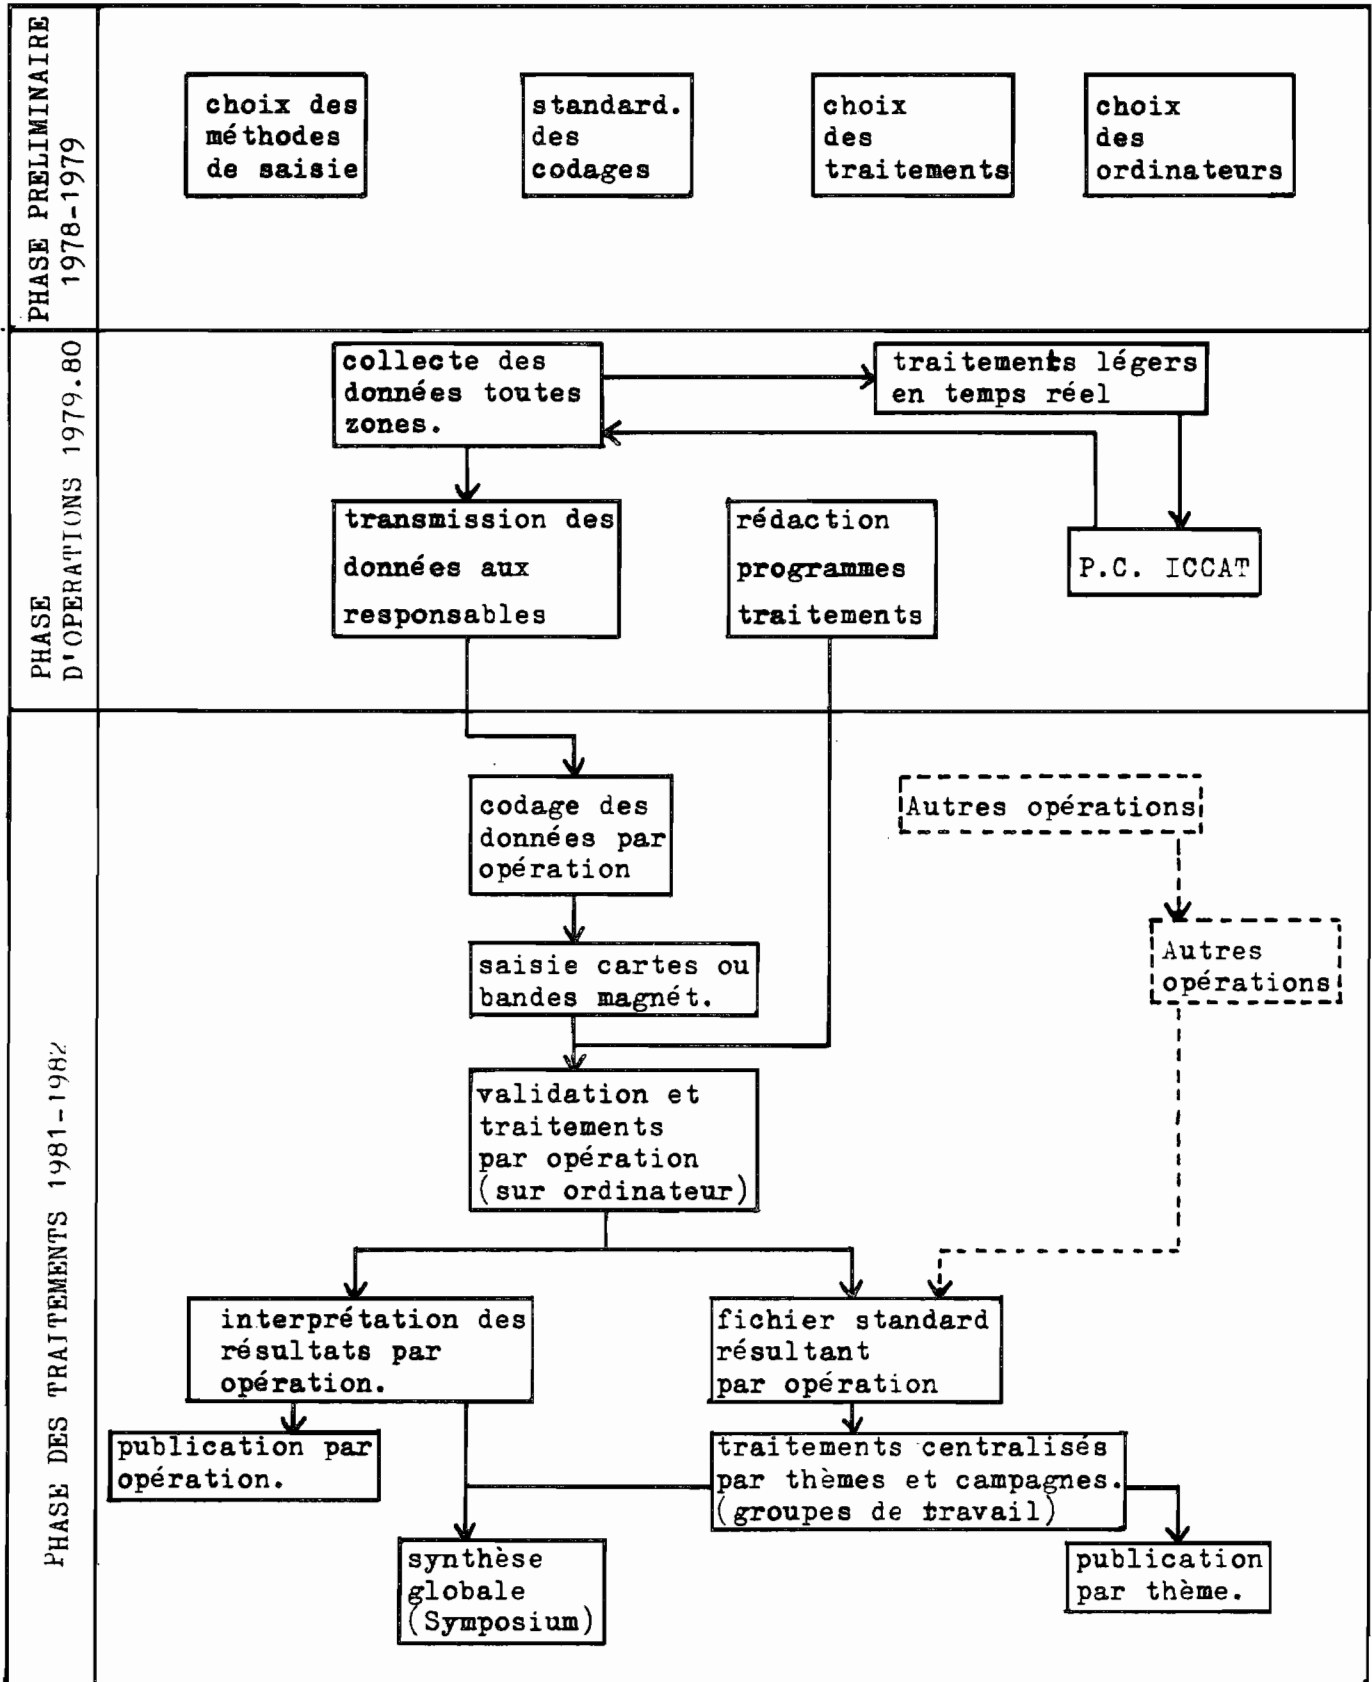 PHASE PRELIMINAIRE
1978-1979
choix des
méthodes
de saisie
standard.
des
codages
choix
des
traitements
choix
des
ordinateurs
PHASE
D'OPERATIONS 1979.80
collecte des
données toutes
zones.
traitements légers
en temps réel
transmission des
données aux
responsables
rédaction
programmes
traitements
P.C. ICCAT
PHASE DES TRAITEMENTS 1981-1982
codage des
données par
opération
Autres opérations
saisie cartes ou
bandes magnét.
Autres
opérations
validation et
traitements
par opération
(sur ordinateur)
interprétation des
résultats par
opération.
fichier standard
résultant
par opération
publication par
opération.
traitements centralisés
par thèmes et campagnes.
(groupes de travail)
synthèse
globale
(Symposium)
publication
par thème.